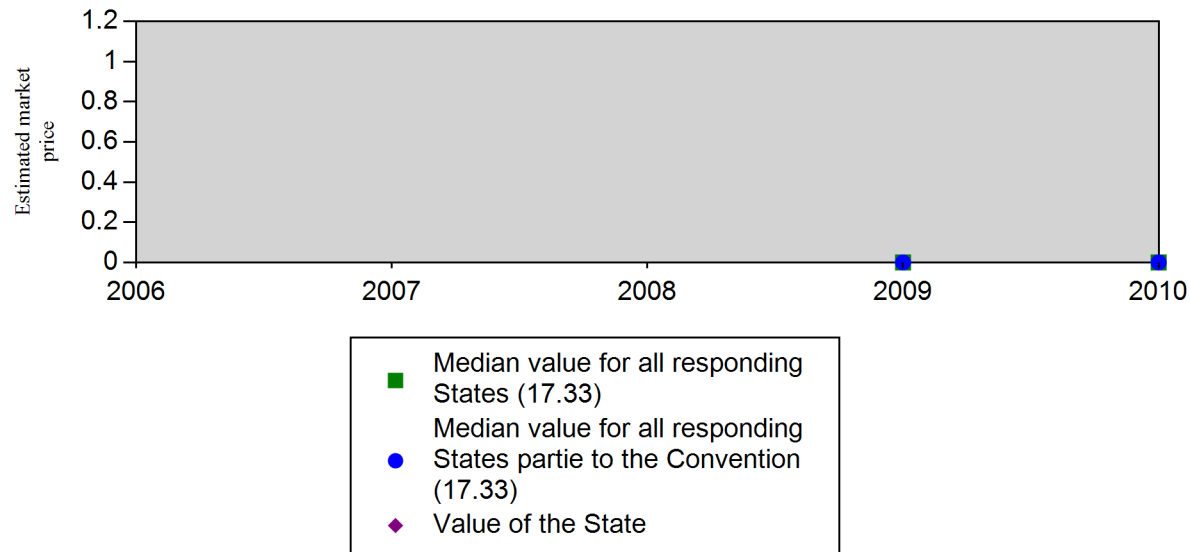 1.2
1
0.8
0.6
0.4
0.2
0
Estimated market
price
2006
2007
2008
2009
2010
Median value for all responding
States (17.33)
Median value for all responding
States partie to the Convention
(17.33)
Value of the State